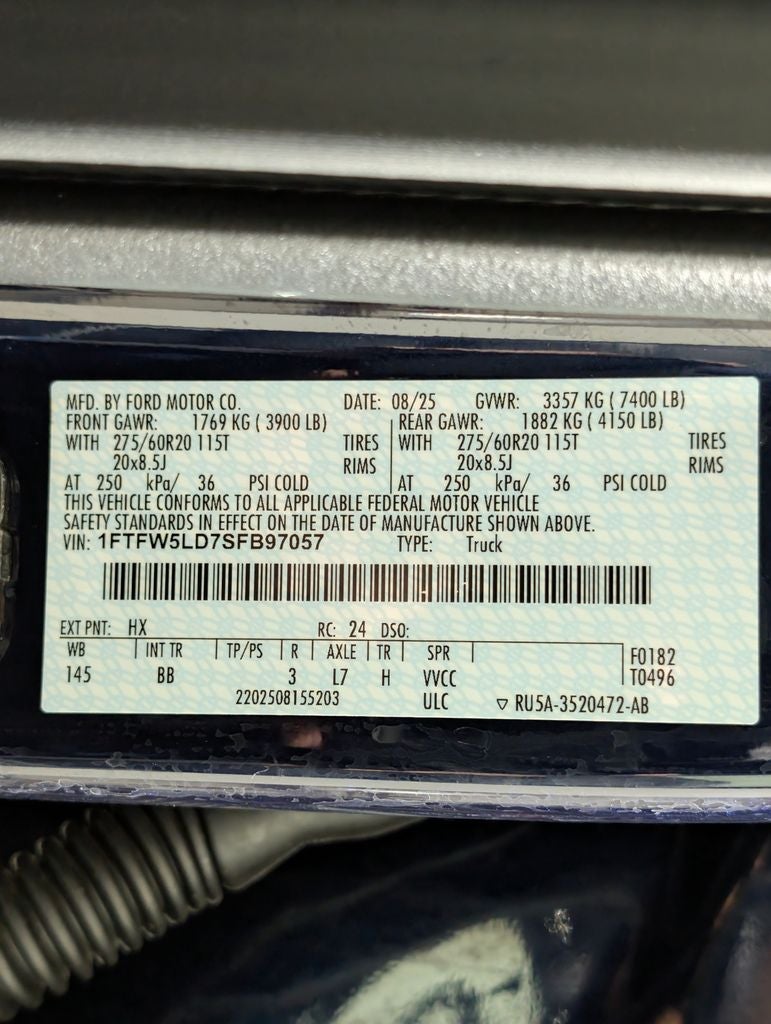 MFD. BY FORD MOTOR CO. DATE: 08/25 GVWR: 3357 KG ( 7400 LB)
FRONT GAWR: 1769 KG ( 3900 LB) REAR GAWR: 1882 KG ( 4150 LB)
WITH 275/60R20 115T TIRES 275/60R20 115T TIRES
20x8.5J RIMS 20x8.5J RIMS
AT 250 kPa/ 36 PSI COLD AT 250 kPa/ 36 PSI COLD
THIS VEHICLE CONFORMS TO ALL APPLICABLE FEDERAL MOTOR VEHICLE
SAFETY STANDARDS IN EFFECT ON THE DATE OF MANUFACTURE SHOWN ABOVE.
VIN: 1FTFW5LD7SFB97057 TYPE: Truck
EXT PNT: HX RC: 24 DSO:
WB INT TR TP/PS R AXLE TR SPR F0182
145 BB 3 L7 H VVCC T0496
2202508155203 ULC ▽ RU5A-3520472-AB